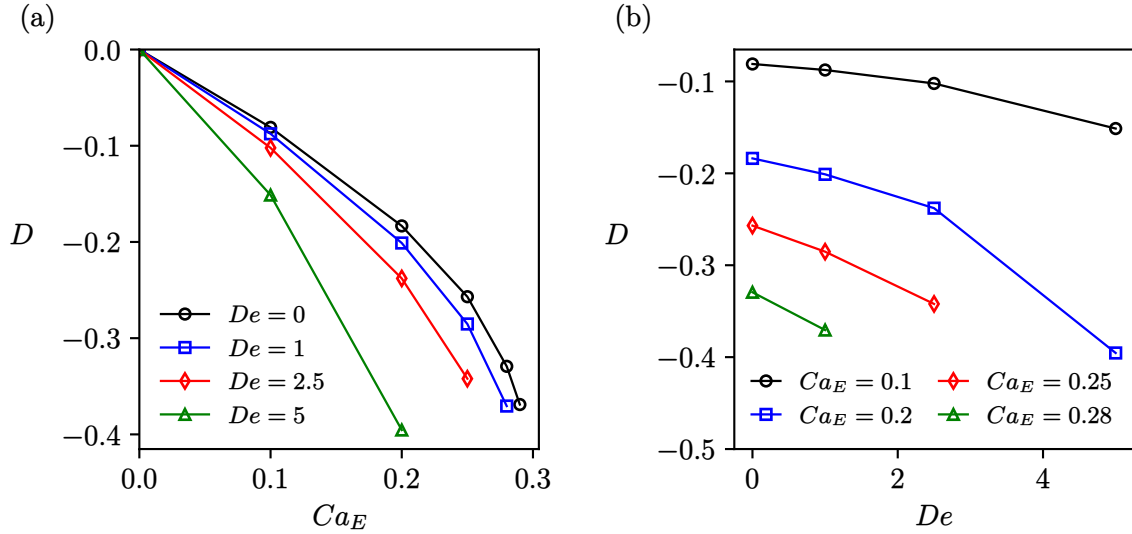 (a)
0.0
−0.1
−0.2
−0.3
−0.4
D
De = 0
De = 1
De = 2.5
De = 5
0.0 0.1 0.2 0.3
Ca_E
(b)
−0.1
−0.2
−0.3
−0.4
−0.5
D
Ca_E = 0.1 Ca_E = 0.25
Ca_E = 0.2 Ca_E = 0.28
0 2 4
De